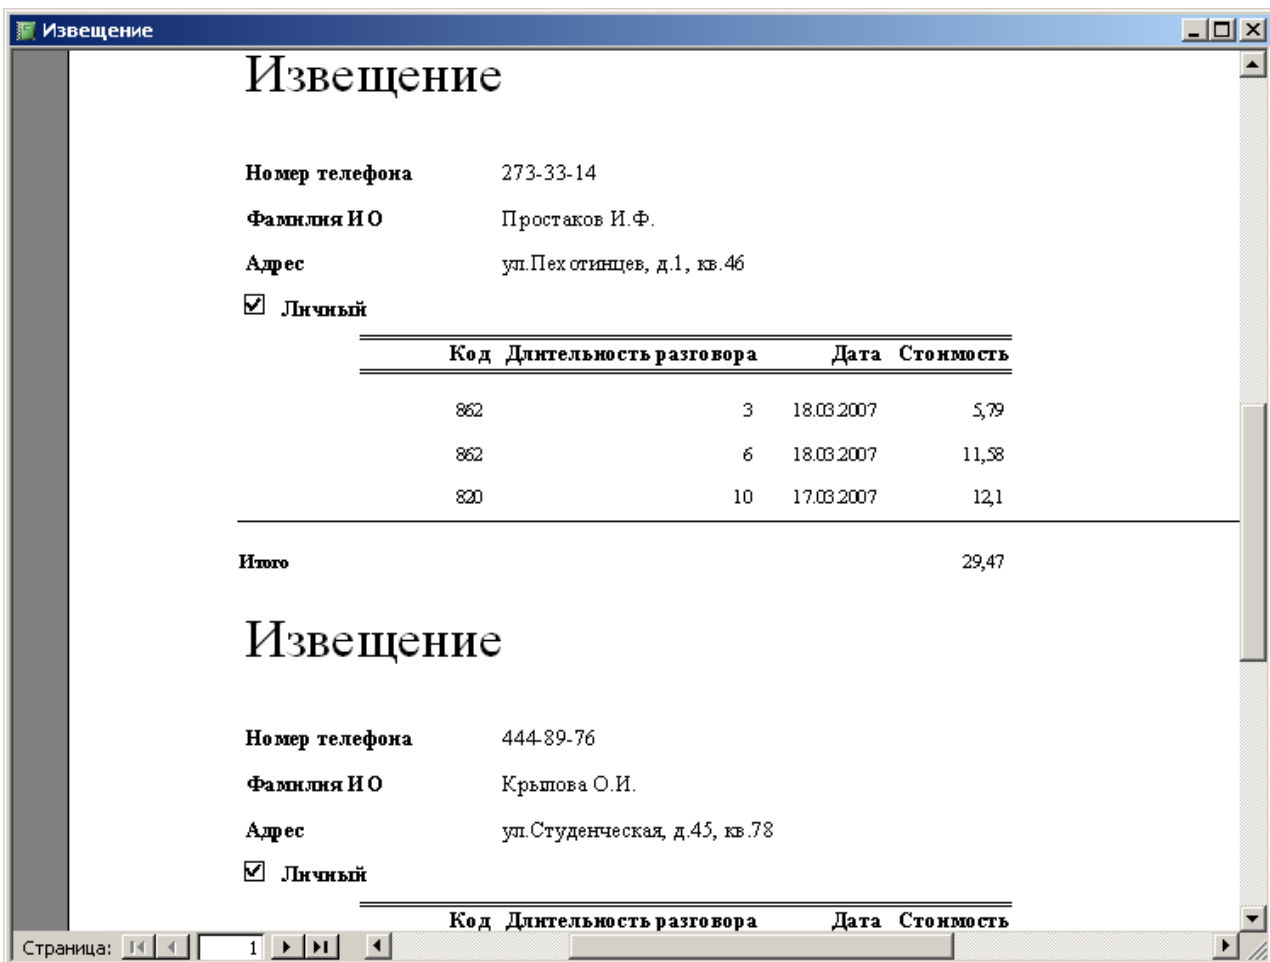 Извещение
Извещение
Номер телефона 273-33-14
Фамилия И О Простаков И.Ф.
Адрес ул.Пехотинцев, д.1, кв.46
Личный
Код Длительность разговора Дата Стоимость
862 3 18.03.2007 5,79
862 6 18.03.2007 11,58
820 10 17.03.2007 12,1
Итого 29,47
Извещение
Номер телефона 444-89-76
Фамилия И О Крылова О.И.
Адрес ул.Студенческая, д.45, кв.78
Личный
Код Длительность разговора Дата Стоимость
Страница: 1